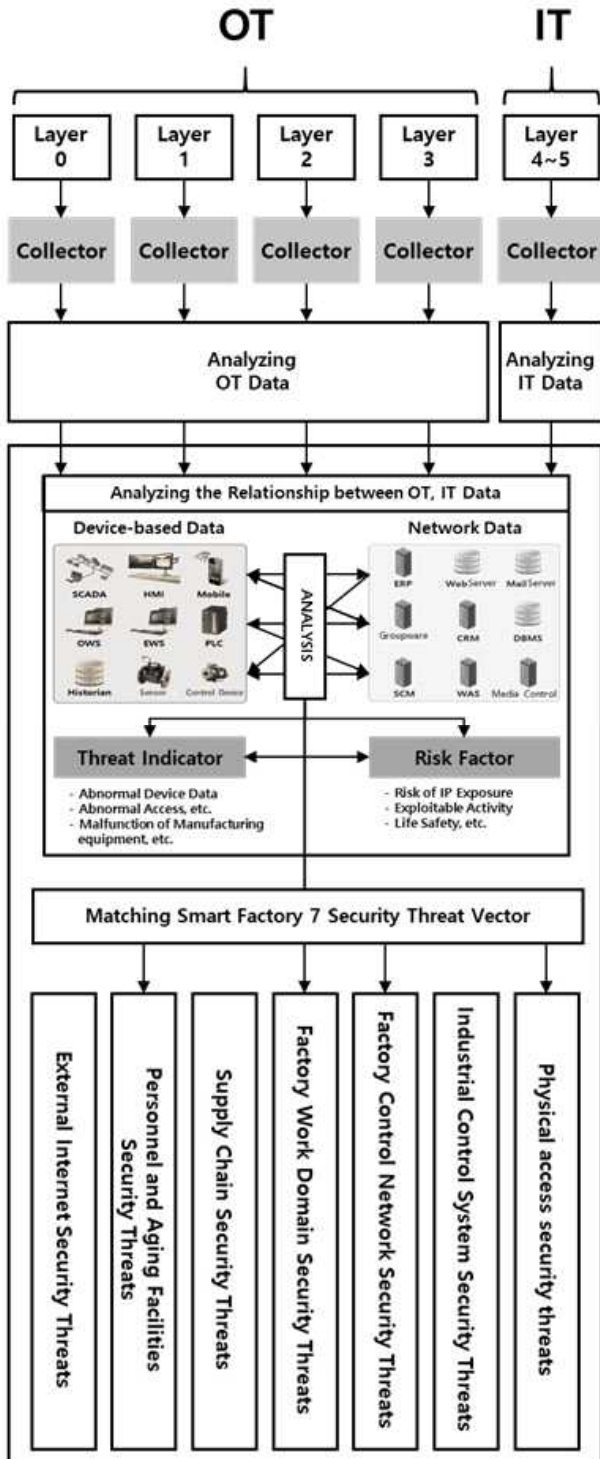 OT
IT
Layer
0
Layer
1
Layer
2
Layer
3
Layer
4~5
Collector
Collector
Collector
Collector
Collector
Analyzing
OT Data
Analyzing
IT Data
Analyzing the Relationship between OT, IT Data
Device-based Data
Network Data
SCADA
HMI
Mobile
OWS
EWS
PLC
Historian
Sensor
Control Device
ANALYSIS
ERP
WebServer
MailServer
Groupware
CRM
DBMS
SCM
WAS
Media Control
Threat Indicator
Risk Factor
- Abnormal Device Data
- Abnormal Access, etc.
- Malfunction of Manufacturing
equipment, etc.
- Risk of IP Exposure
- Exploitable Activity
- Life Safety, etc.
Matching Smart Factory 7 Security Threat Vector
External Internet Security Threats
Personnel and Aging Facilities
Security Threats
Supply Chain Security Threats
Factory Work Domain Security Threats
Factory Control Network Security Threats
Industrial Control System Security Threats
Physical access security threats